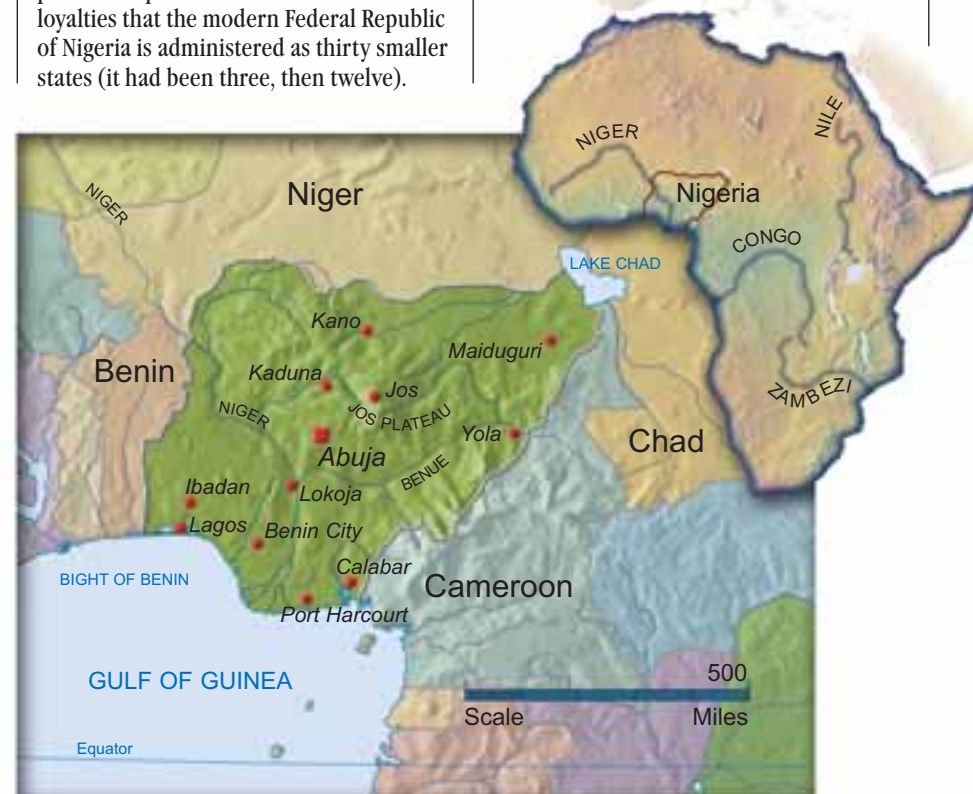 loyalties that the modern Federal Republic
of Nigeria is administered as thirty smaller
states (it had been three, then twelve).
NIGER
NILE
Nigeria
CONGO
ZAMBEZI
NIGER
Niger
LAKE CHAD
Kano
Maiduguri
Benin
Kaduna
Jos
NIGER
JOS PLATEAU
Yola
Chad
Abuja
BENUE
Ibadan
Lokoja
Lagos
Benin City
BIGHT OF BENIN
Calabar
Cameroon
Port Harcourt
GULF OF GUINEA
500
Scale
Miles
Equator